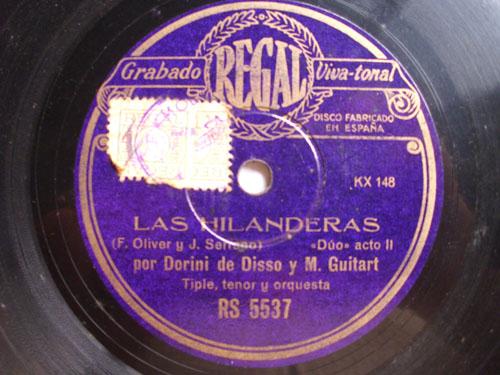 REGAL
Grabado Viva-tonal
DISCO FABRICADO
EN ESPAÑA
KX 148
LAS HILANDERAS
(F. Oliver y J. Serrano) «Dúo» acto II
por Dorini de Disso y M. Guitart
Tiple, tenor y orquesta
RS 5537